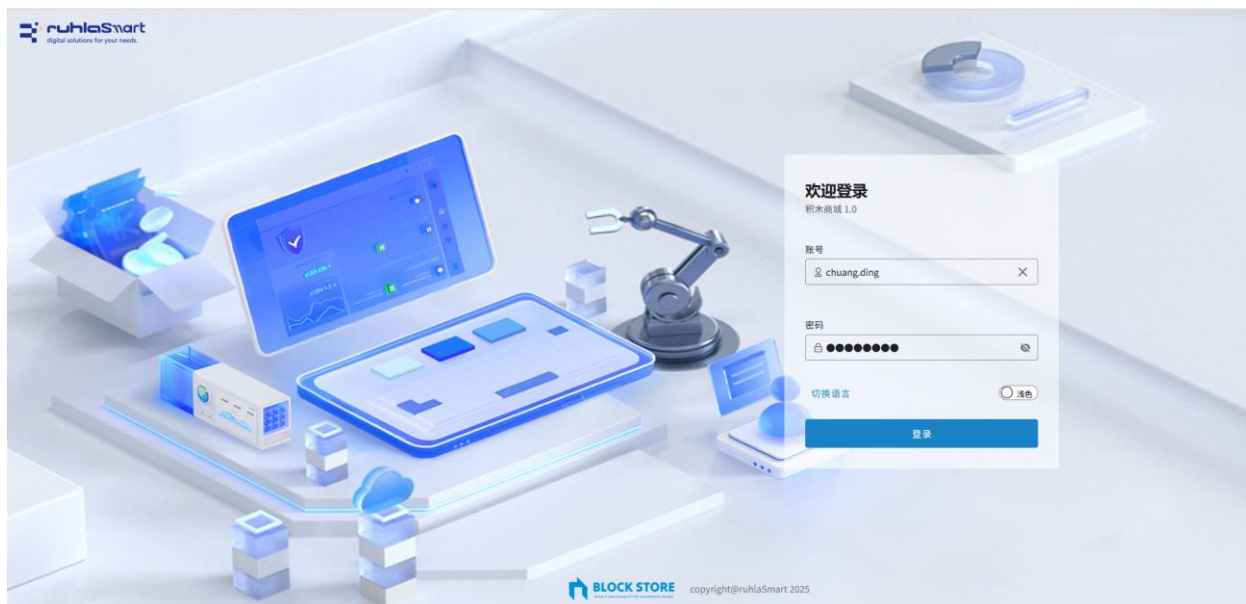 ruhlaSmart
digital solutions for your needs.
欢迎登录
积木商城 1.0
账号
chuang.ding
密码
切换语言
浅色
登录
BLOCK STORE
copyright@ruhlaSmart 2025